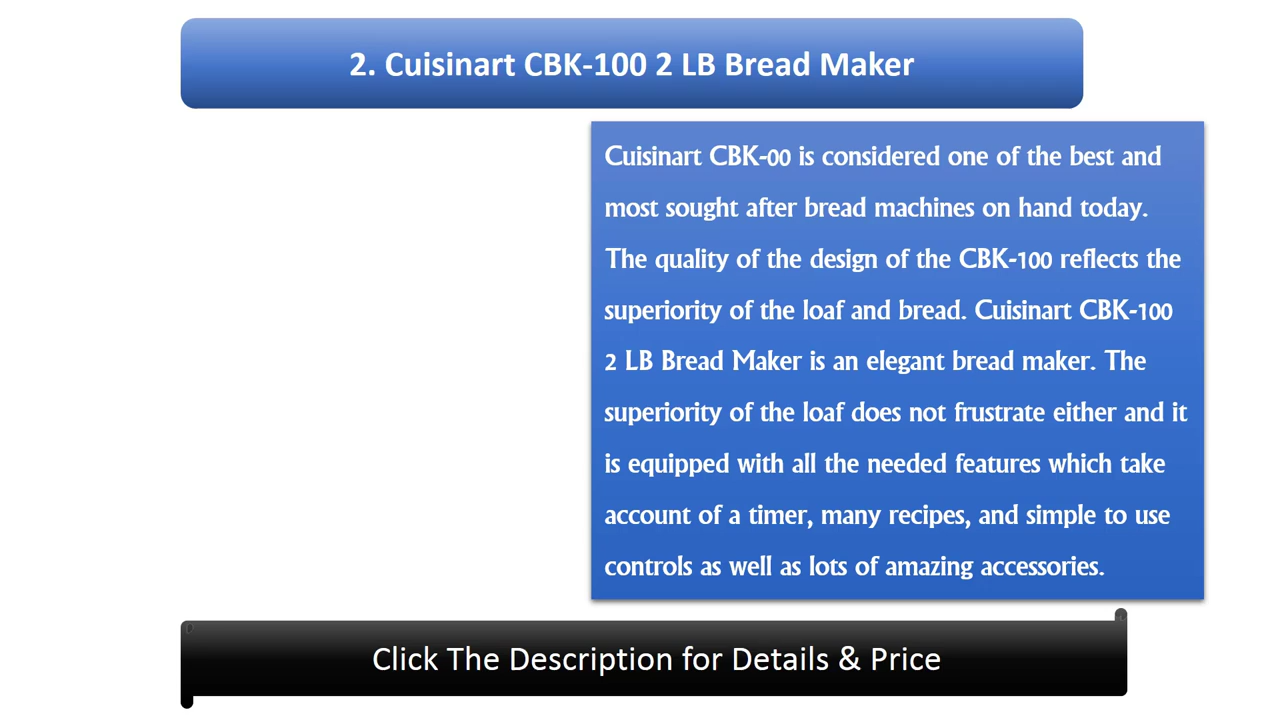 2. Cuisinart CBK-100 2 LB Bread Maker
Cuisinart CBK-00 is considered one of the best and
most sought after bread machines on hand today.
The quality of the design of the CBK-100 reflects the
superiority of the loaf and bread. Cuisinart CBK-100
2 LB Bread Maker is an elegant bread maker. The
superiority of the loaf does not frustrate either and it
is equipped with all the needed features which take
account of a timer, many recipes, and simple to use
controls as well as lots of amazing accessories.
Click The Description for Details & Price